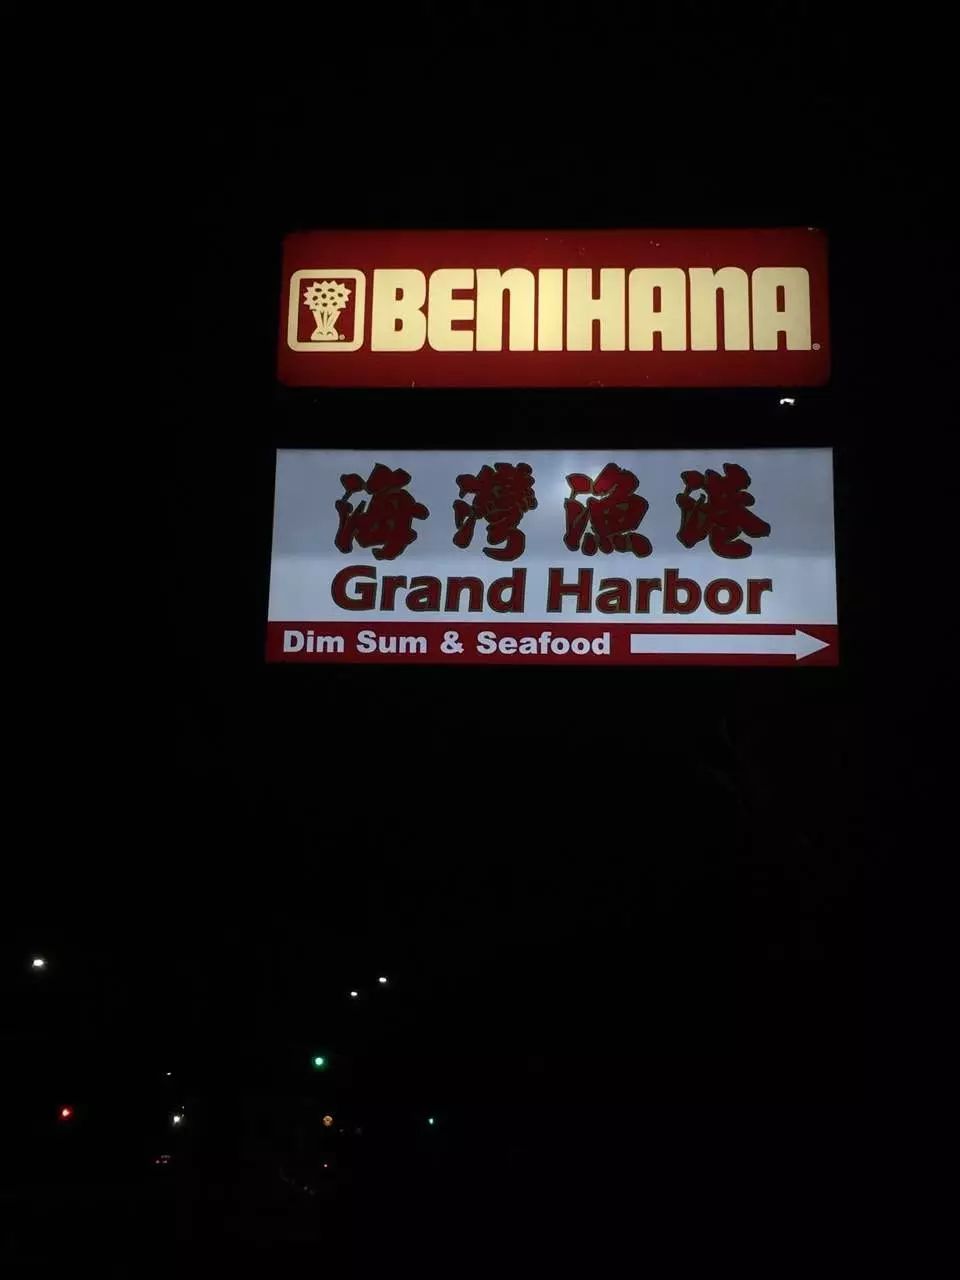 BENIHANA®
海灣漁港
Grand Harbor
Dim Sum & Seafood